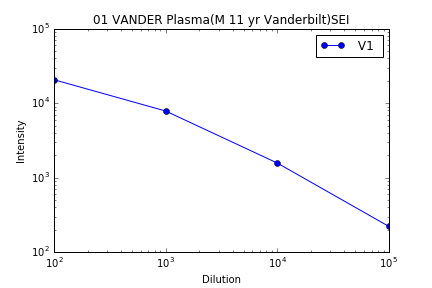 01 VANDER Plasma(M 11 yr Vanderbilt)SEI
V1
Intensity
10^5
10^4
10^3
10^2
10^2 10^3 10^4 10^5
Dilution